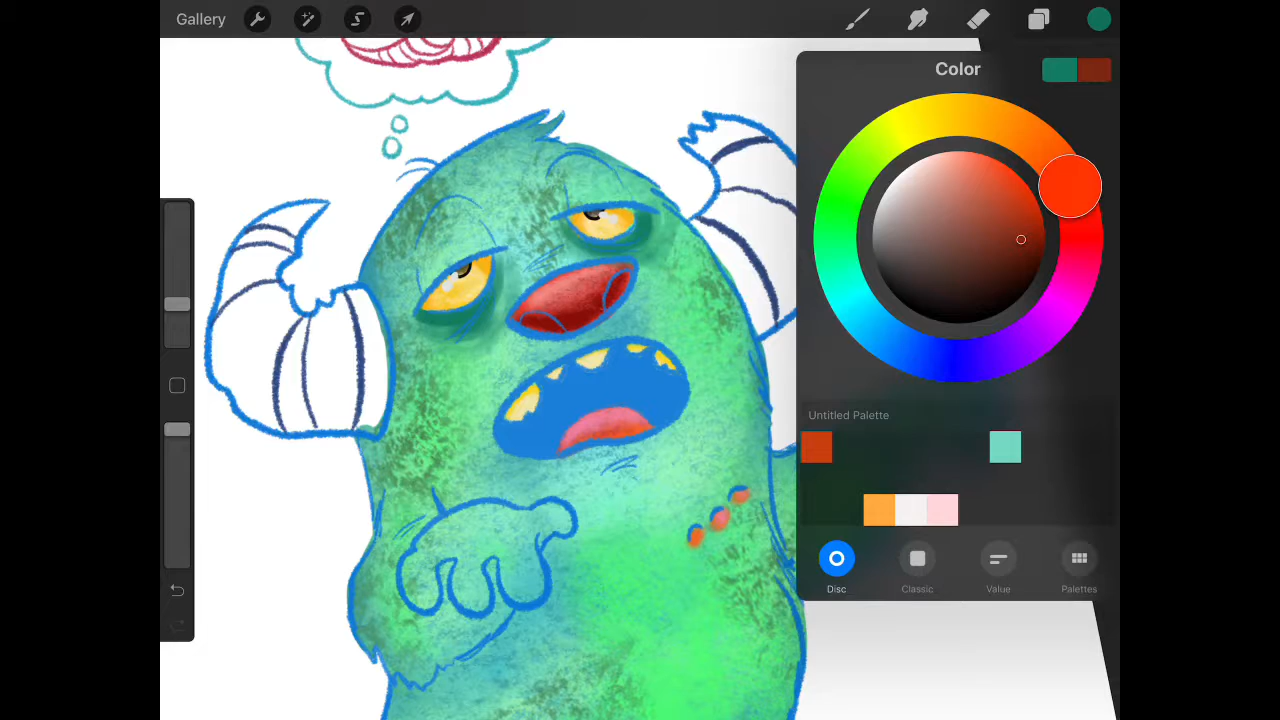 Gallery
Color
Untitled Palette
Disc
Classic
Value
Palettes